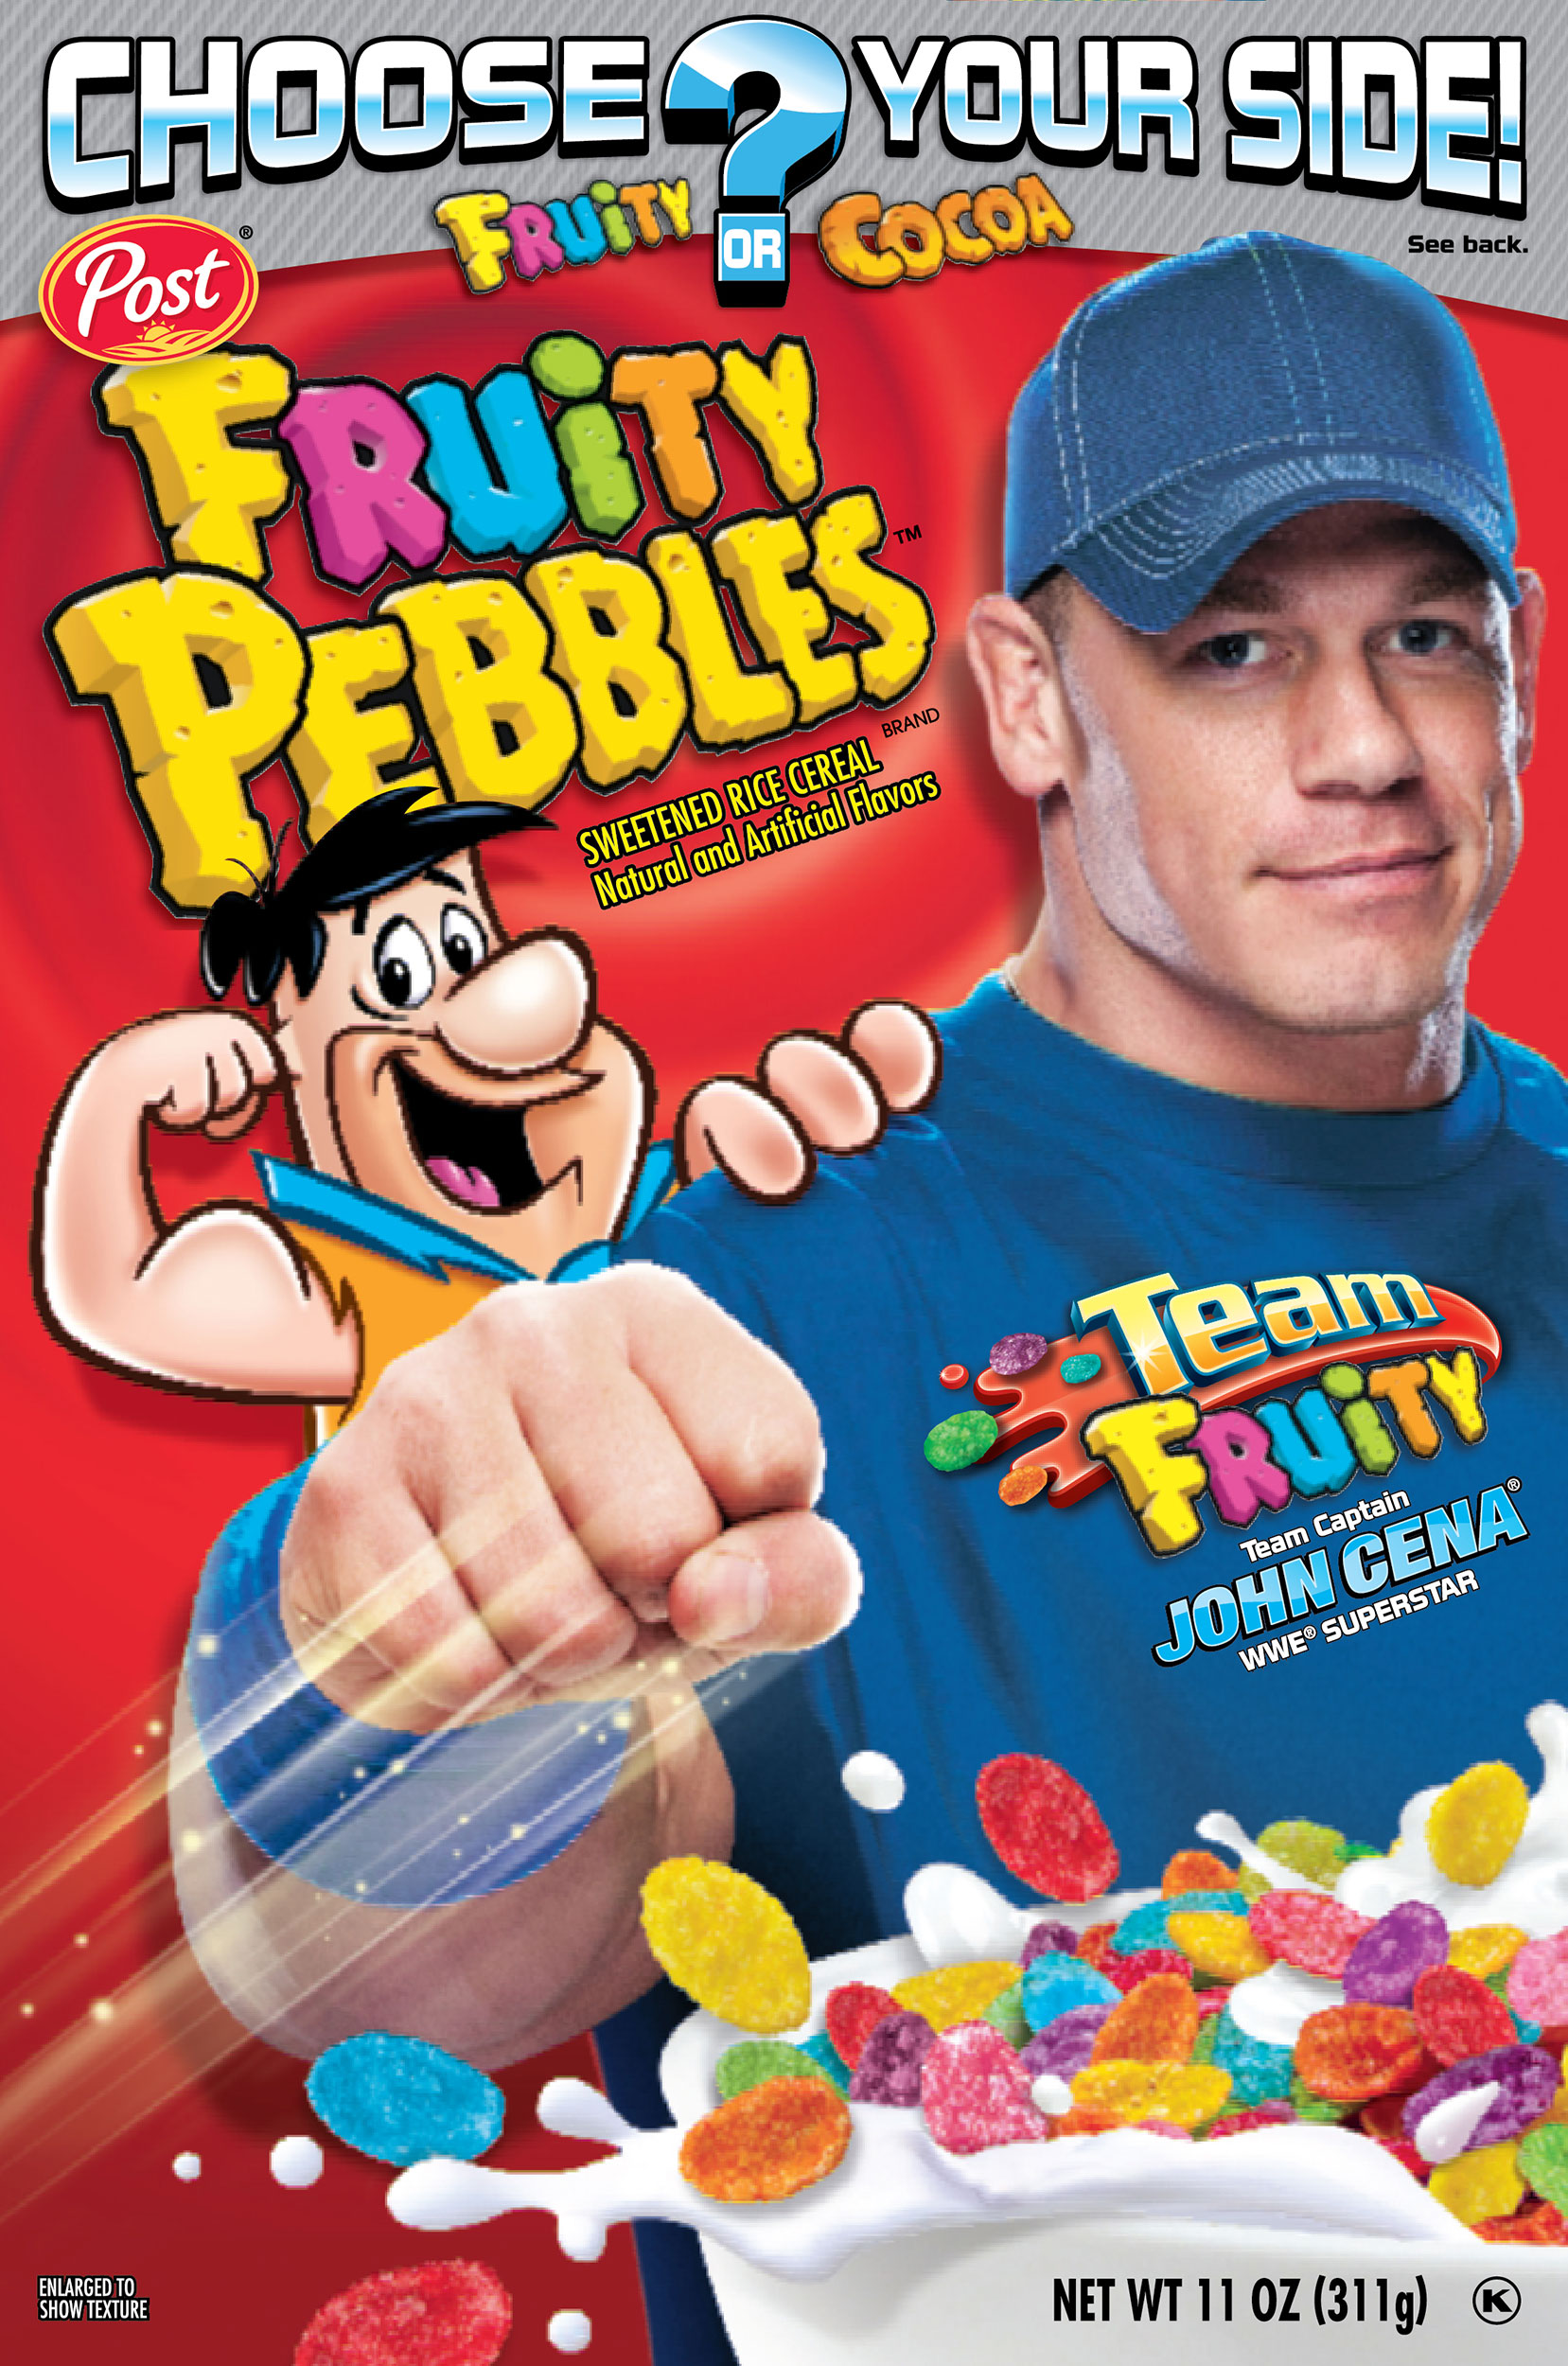 CHOOSE ? YOUR SIDE!
FRUiTY OR COCOA
See back.
Post®
FRUiTY
PEBBLES™
BRAND
SWEETENED RICE CEREAL
Natural and Artificial Flavors
Team
FRUiTY
Team Captain
JOHN CENA®
WWE® SUPERSTAR
ENLARGED TO
SHOW TEXTURE
NET WT 11 OZ (311g)
K